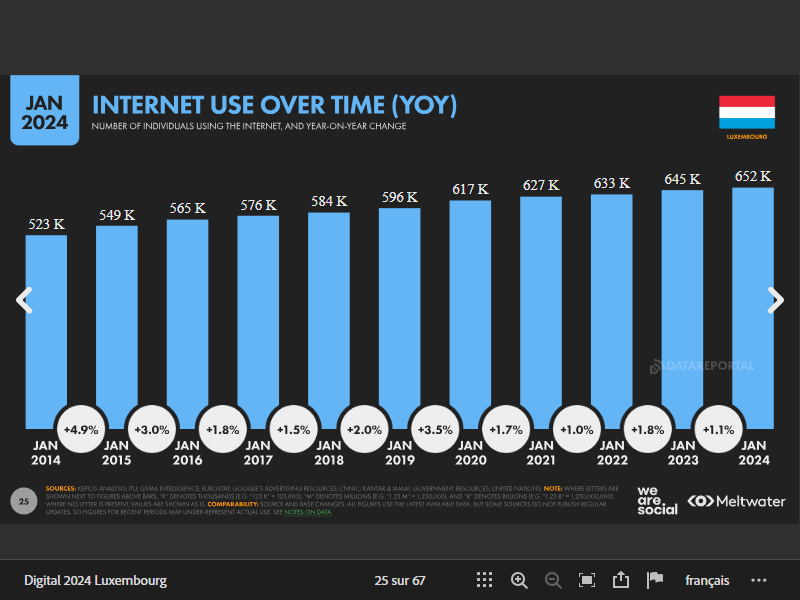 JAN
2024
INTERNET USE OVER TIME (YOY)
NUMBER OF INDIVIDUALS USING THE INTERNET, AND YEAR-ON-YEAR CHANGE
LUXEMBOURG
523 K
549 K
565 K
576 K
584 K
596 K
617 K
627 K
633 K
645 K
652 K
DATAREPORTAL
+4.9%
+3.0%
+1.8%
+1.5%
+2.0%
+3.5%
+1.7%
+1.0%
+1.8%
+1.1%
JAN
2014
JAN
2015
JAN
2016
JAN
2017
JAN
2018
JAN
2019
JAN
2020
JAN
2021
JAN
2022
JAN
2023
JAN
2024
25
SOURCES: KEPIOS ANALYSIS; ITU; GSMA INTELLIGENCE; EUROSTAT; GOOGLE'S ADVERTISING RESOURCES; CNNIC; KANTAR & IAMAI; GOVERNMENT RESOURCES; UNITED NATIONS. NOTE: WHERE LETTERS ARE
SHOWN NEXT TO FIGURES ABOVE BARS, "K" DENOTES THOUSANDS (E.G. "123 K" = 123,000), "M" DENOTES MILLIONS (E.G. "1.23 M" = 1,230,000), AND "B" DENOTES BILLIONS (E.G. "1.23 B" = 1,230,000,000).
WHERE NO LETTER IS PRESENT, VALUES ARE SHOWN AS IS. COMPARABILITY: SOURCE AND BASE CHANGES. ALL FIGURES USE THE LATEST AVAILABLE DATA, BUT SOME SOURCES DO NOT PUBLISH REGULAR
UPDATES, SO FIGURES FOR RECENT PERIODS MAY UNDER-REPRESENT ACTUAL USE. SEE NOTES ON DATA.
we
are.
social
Meltwater
Digital 2024 Luxembourg
25 sur 67
français